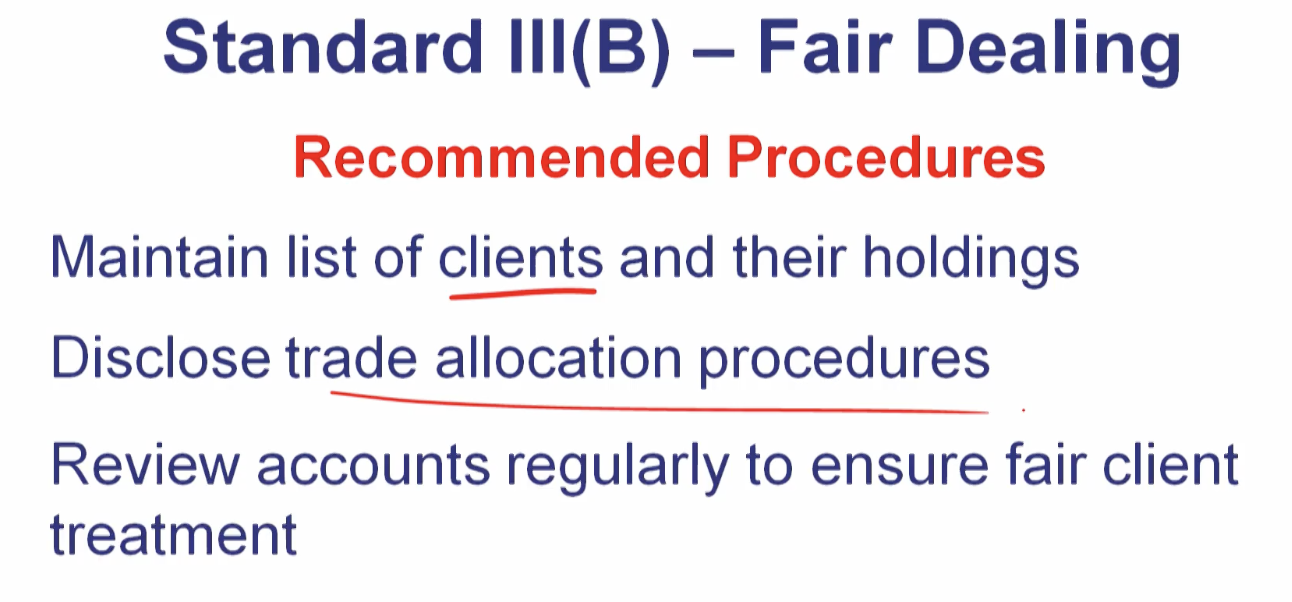 Standard III(B) – Fair Dealing
Recommended Procedures
Maintain list of clients and their holdings
Disclose trade allocation procedures
Review accounts regularly to ensure fair client
treatment